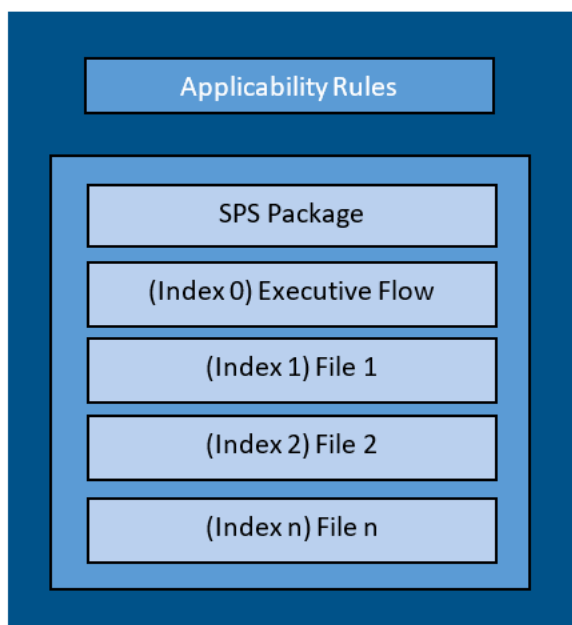 Applicability Rules
SPS Package
(Index 0) Executive Flow
(Index 1) File 1
(Index 2) File 2
(Index n) File n